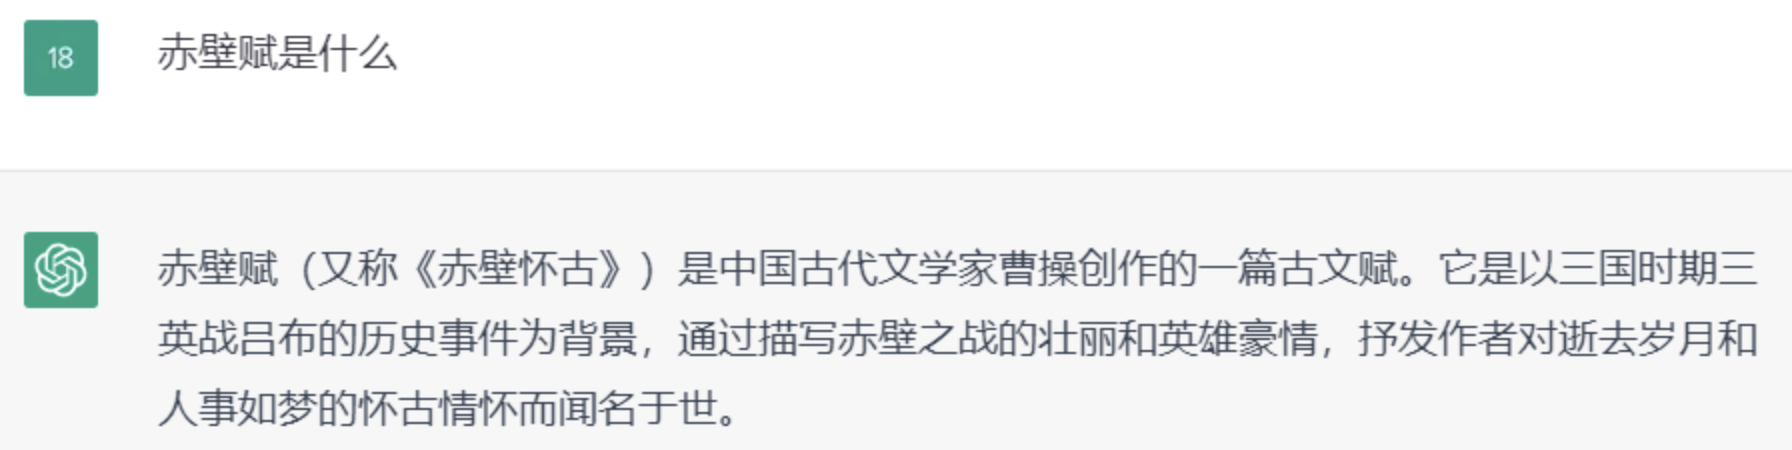 18
赤壁赋是什么
赤壁赋（又称《赤壁怀古》）是中国古代文学家曹操创作的一篇古文赋。它是以三国时期三
英战吕布的历史事件为背景，通过描写赤壁之战的壮丽和英雄豪情，抒发作者对逝去岁月和
人事如梦的怀古情怀而闻名于世。